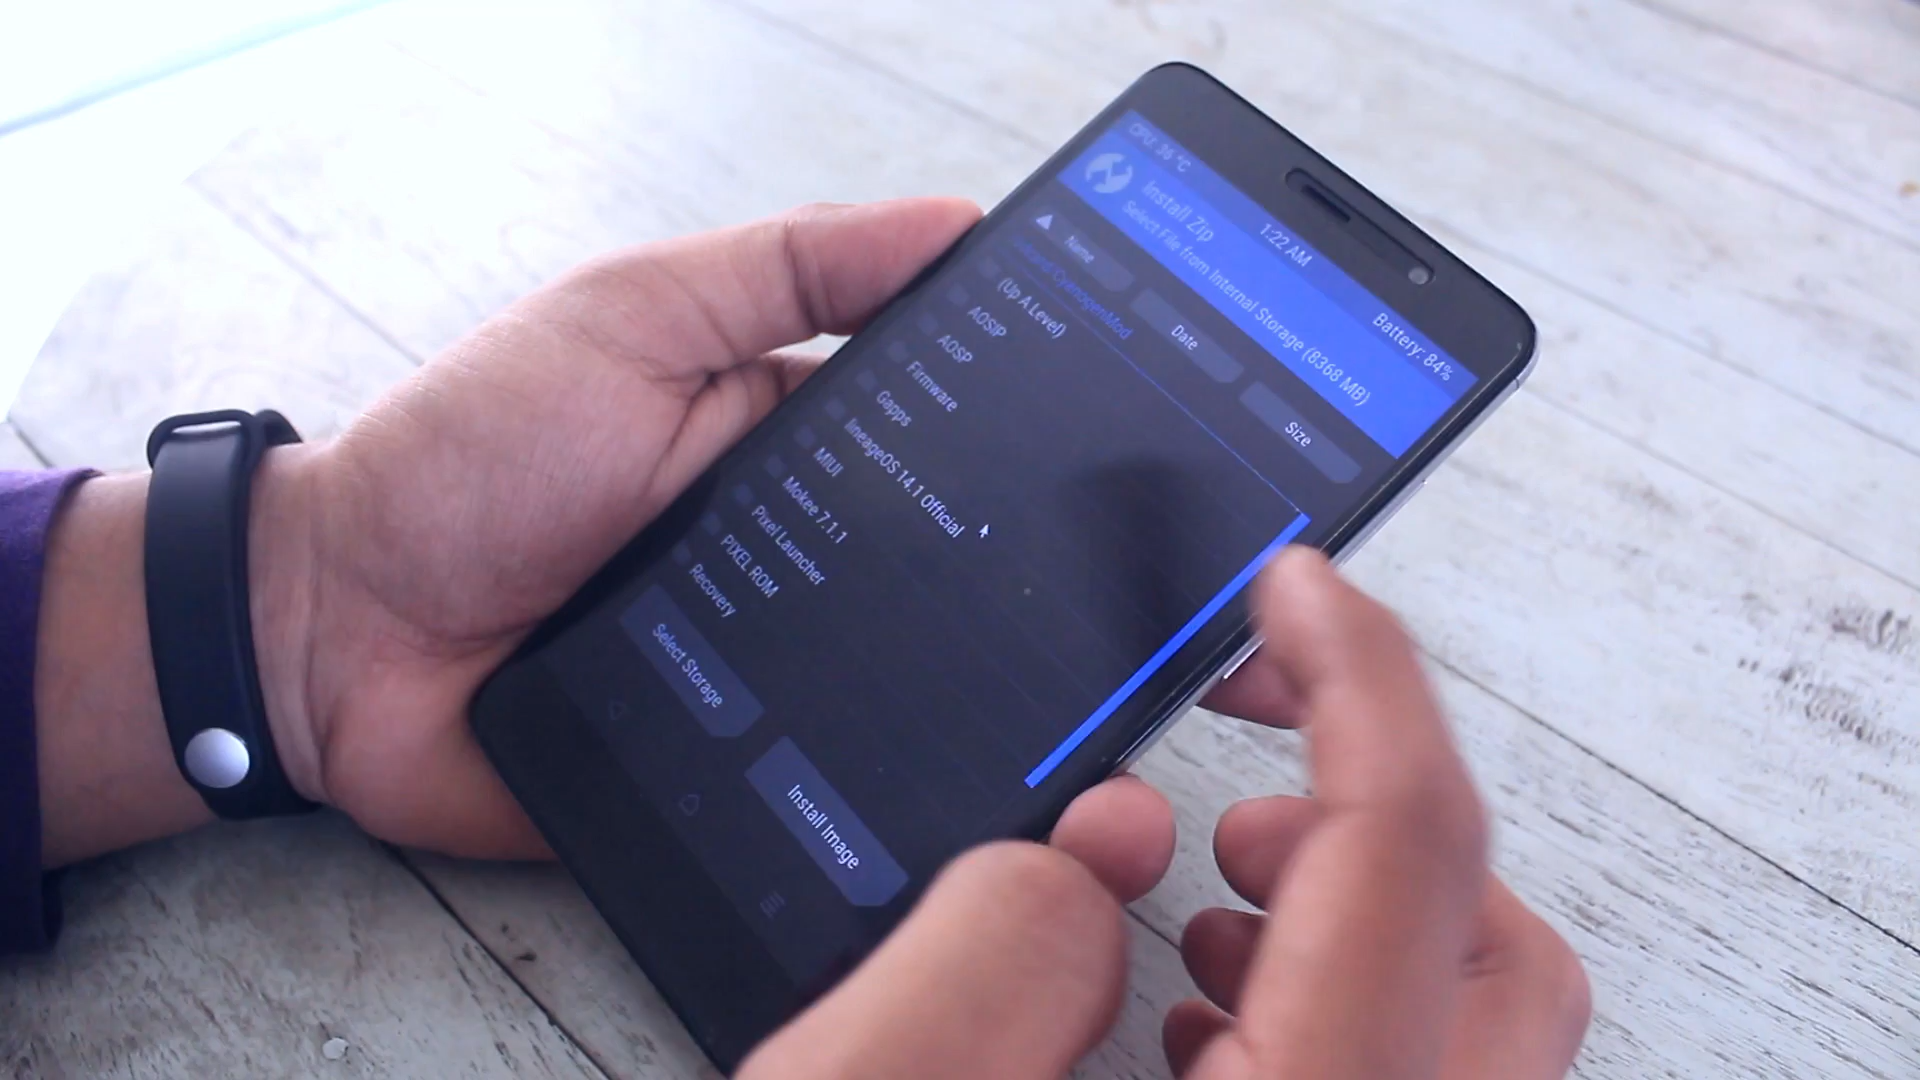 CPU: 36 °C
1:22 AM
Battery: 84%
Install Zip
Select File from Internal Storage (8368 MB)
Name
Date
Size
/sdcard/CyanogenMod
(Up A Level)
AOSIP
AOSP
Firmware
Gapps
lineageOS 14.1 Official
MIUI
Mokee 7.1.1
Pixel Launcher
PIXEL ROM
Recovery
Select Storage
Install Image